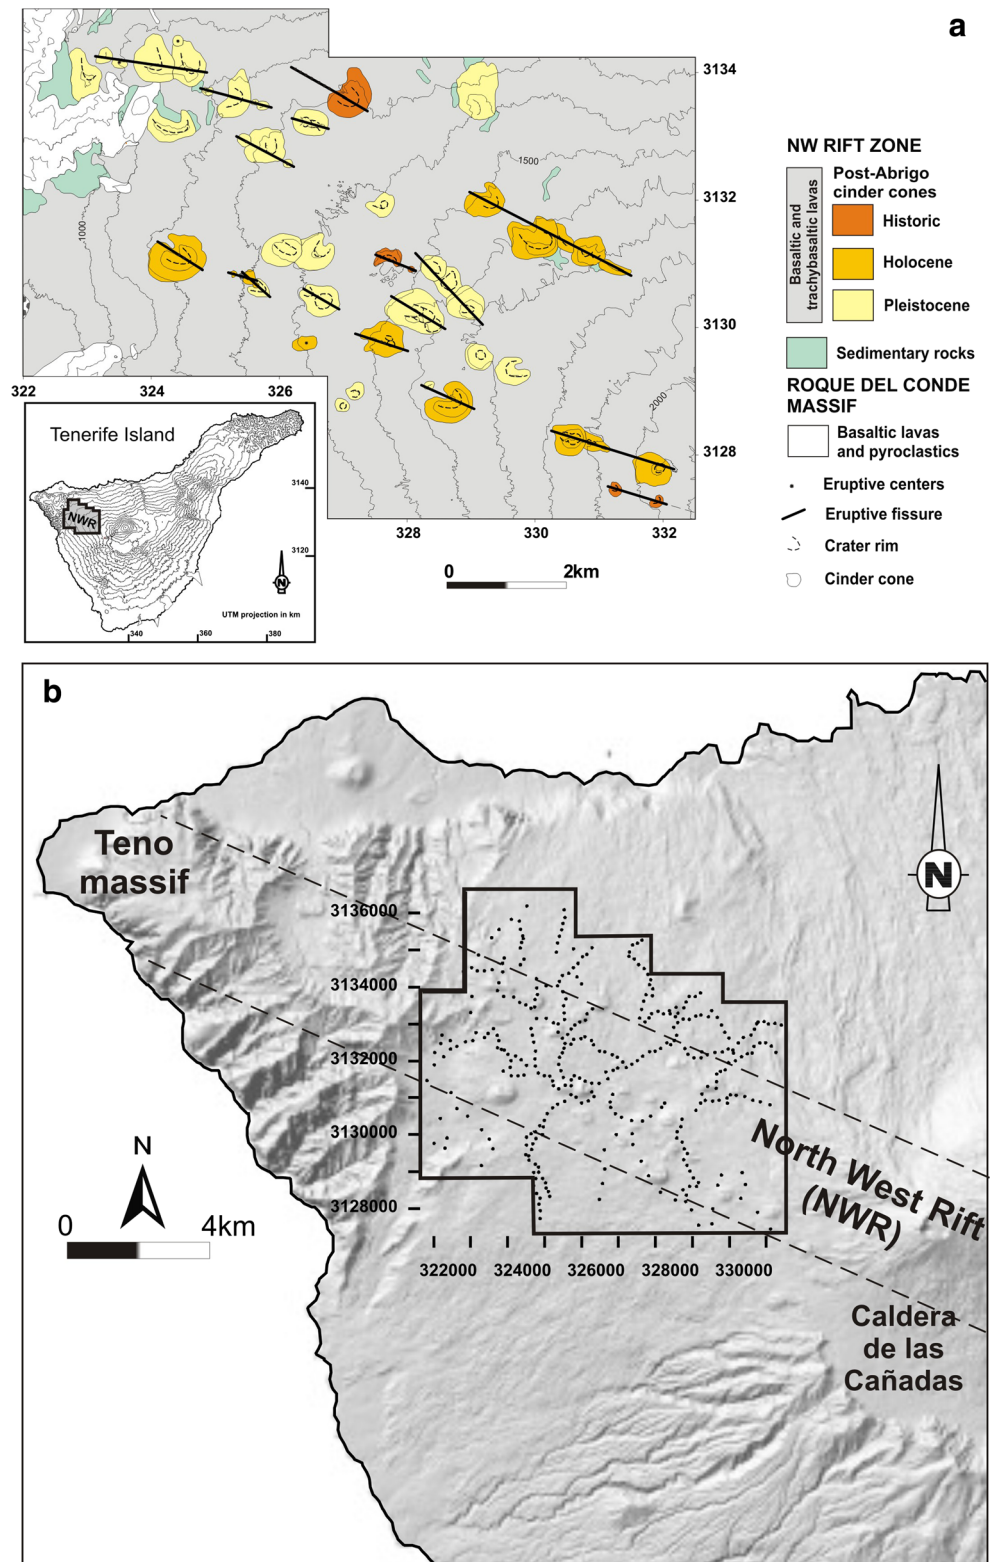 a
3134
3132
3130
3128
1500
1000
2000
322
324
326
328
330
332
0
2km
NW RIFT ZONE
Basaltic and
trachybasaltic lavas
Post-Abrigo
cinder cones
Historic
Holocene
Pleistocene
Sedimentary rocks
ROQUE DEL CONDE
MASSIF
Basaltic lavas
and pyroclastics
Eruptive centers
Eruptive fissure
Crater rim
Cinder cone
Tenerife Island
NWR
3140
3120
N
UTM projection in km
340
360
380
b
Teno
massif
N
3136000
3134000
3132000
3130000
3128000
322000
324000
326000
328000
330000
North West Rift
(NWR)
N
0
4km
Caldera
de las
Cañadas